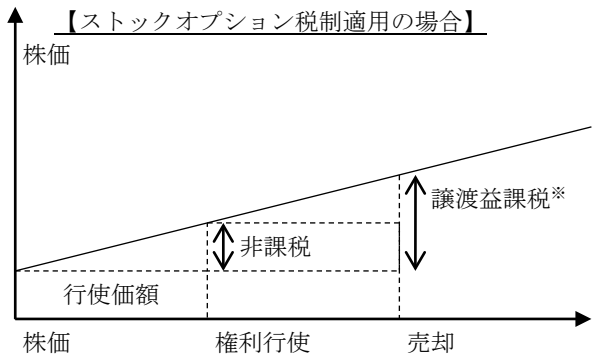 【ストックオプション税制適用の場合】
株価
譲渡益課税※
非課税
行使価額
株価
権利行使
売却